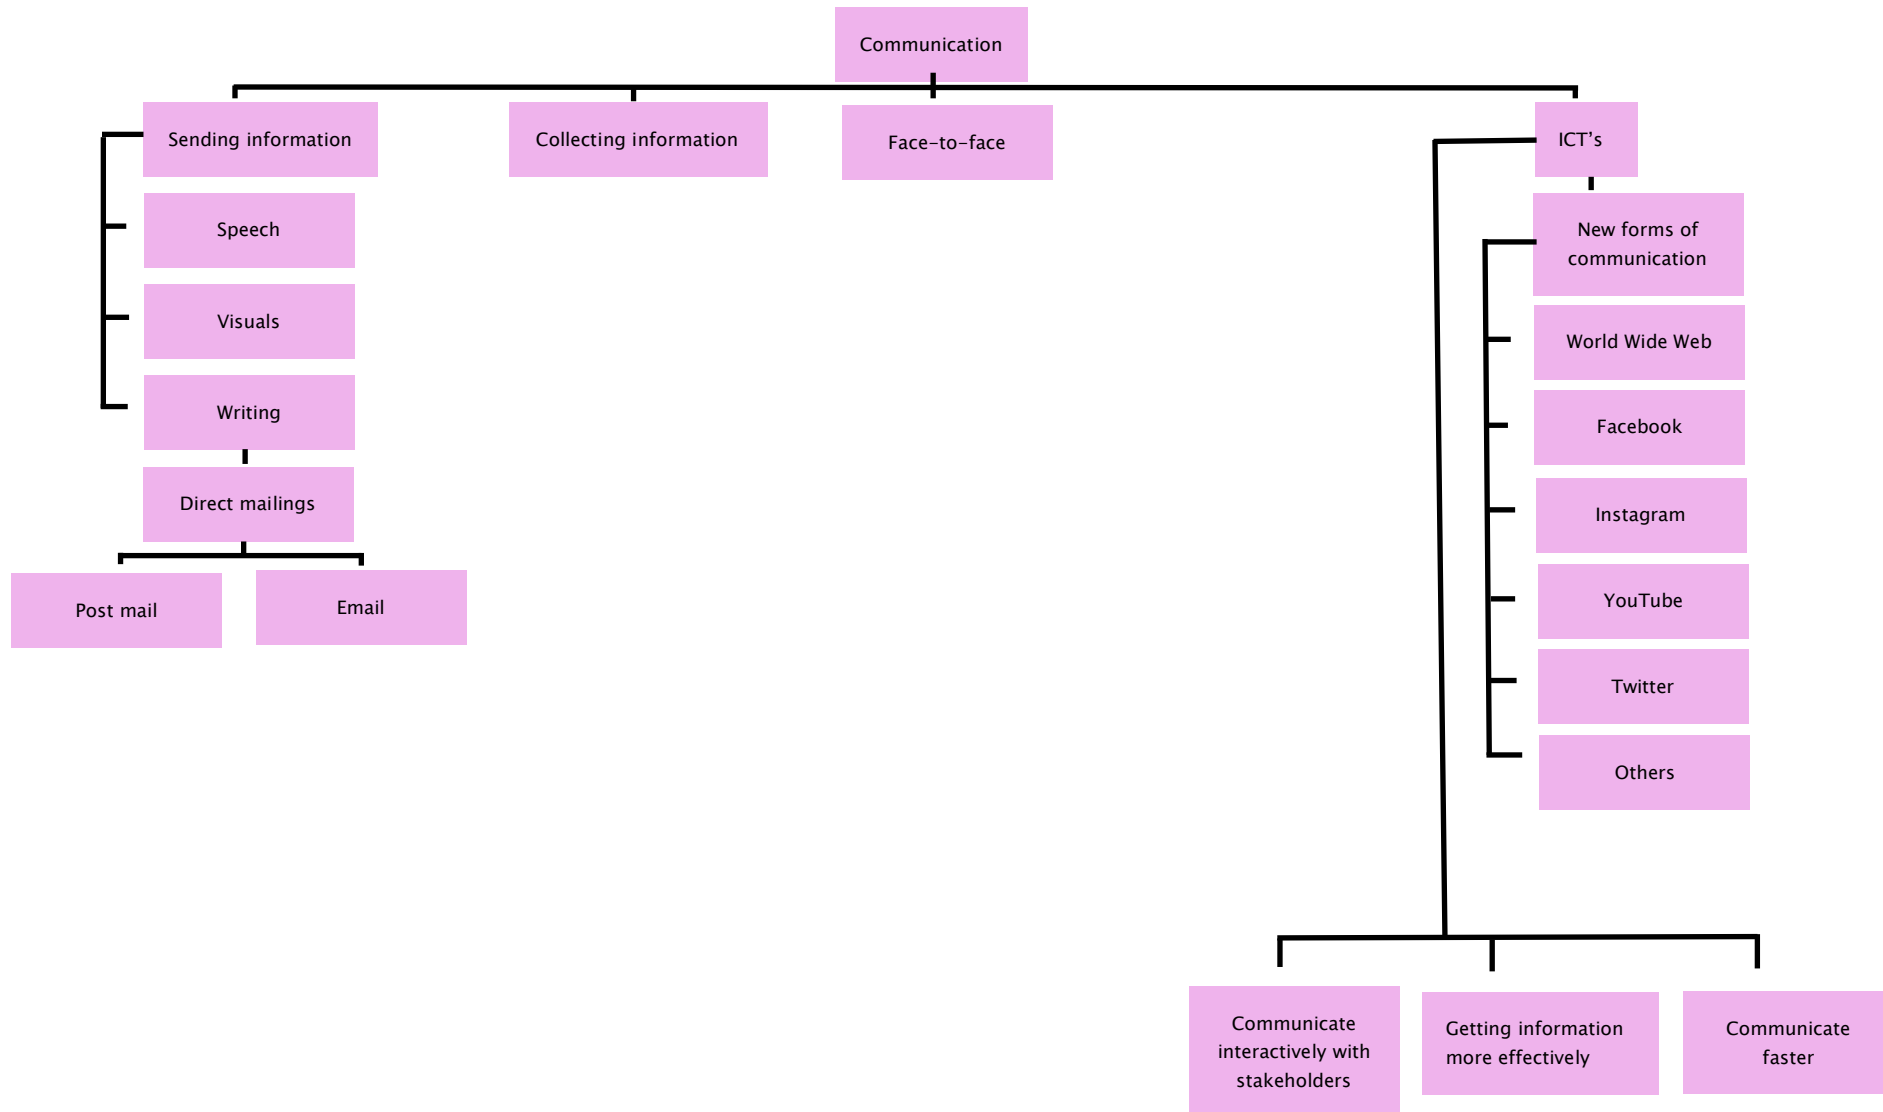 Communication
Sending information
Collecting information
Face-to-face
ICT’s
Speech
Visuals
Writing
Direct mailings
Post mail
Email
New forms of
communication
World Wide Web
Facebook
Instagram
YouTube
Twitter
Others
Communicate
interactively with
stakeholders
Getting information
more effectively
Communicate
faster